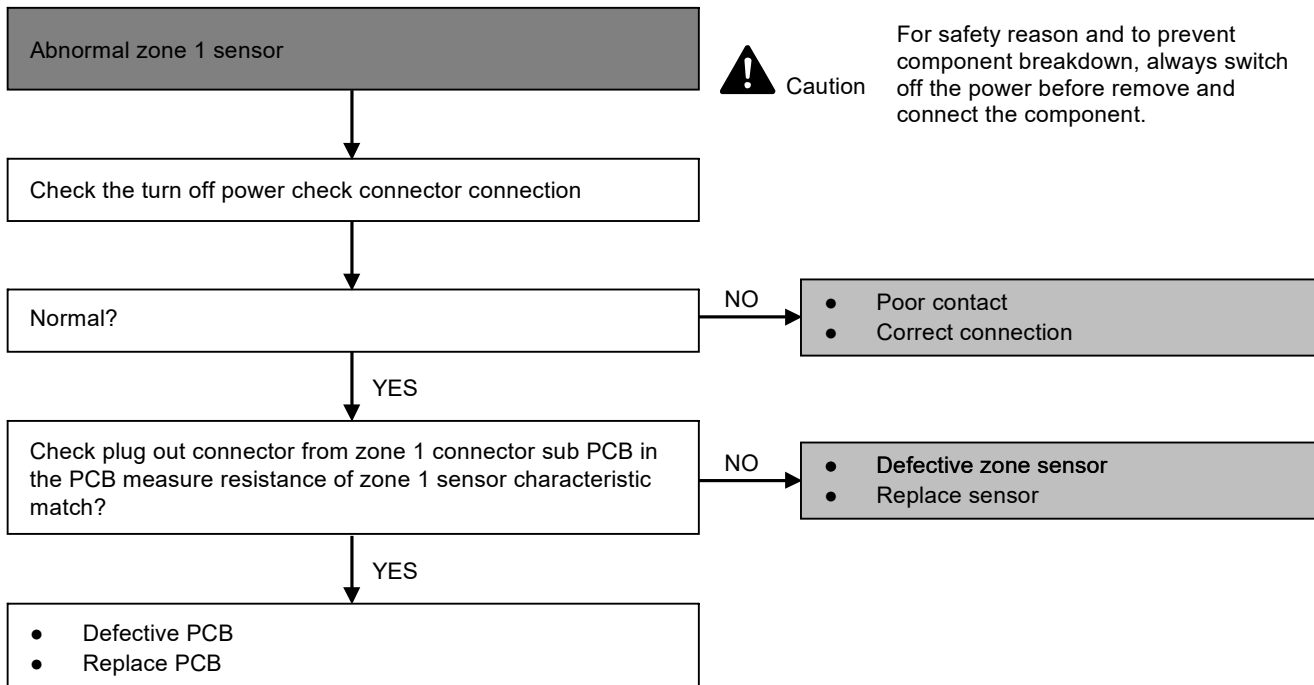 Abnormal zone 1 sensor
Caution
For safety reason and to prevent
component breakdown, always switch
off the power before remove and
connect the component.
Check the turn off power check connector connection
Normal?
NO
● Poor contact
● Correct connection
YES
Check plug out connector from zone 1 connector sub PCB in
the PCB measure resistance of zone 1 sensor characteristic
match?
NO
● Defective zone sensor
● Replace sensor
YES
● Defective PCB
● Replace PCB